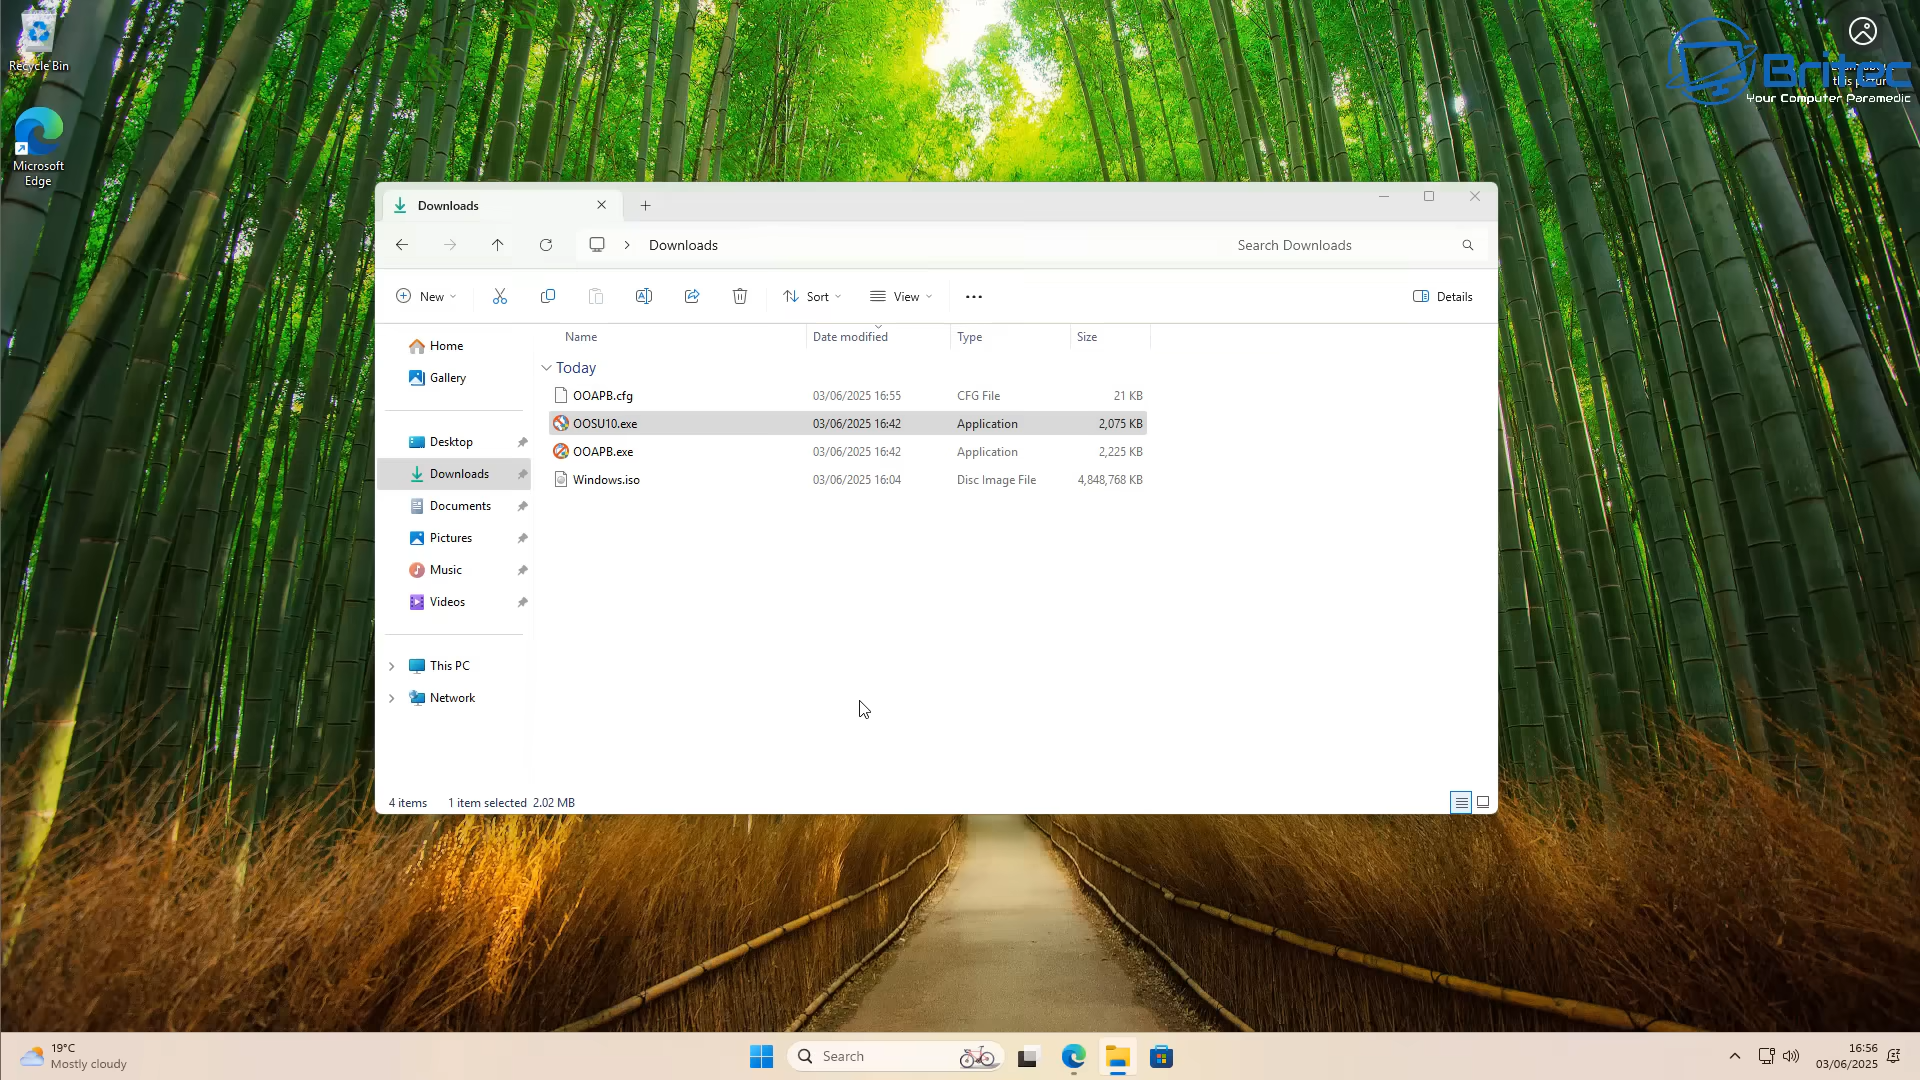 Recycle Bin
Microsoft
Edge
this pictur
Britec
Your Computer Paramedic
Downloads
Downloads
Search Downloads
New
Sort
View
Details
Name Date modified Type Size
Today
OOAPB.cfg 03/06/2025 16:55 CFG File 21 KB
OOSU10.exe 03/06/2025 16:42 Application 2,075 KB
OOAPB.exe 03/06/2025 16:42 Application 2,225 KB
Windows.iso 03/06/2025 16:04 Disc Image File 4,848,768 KB
Home
Gallery
Desktop
Downloads
Documents
Pictures
Music
Videos
This PC
Network
4 items 1 item selected 2.02 MB
19°C
Mostly cloudy
Search
16:56
03/06/2025